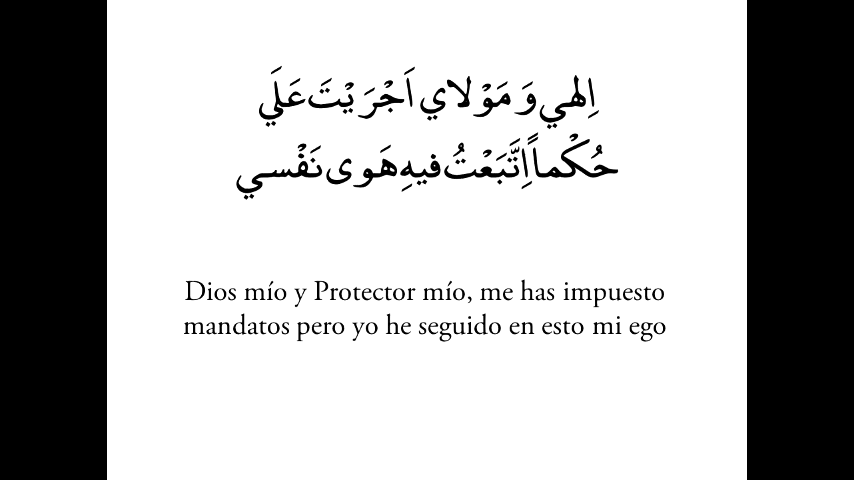 اِلهي وَ مَوْلاي اَجْرَيْتَ عَلَي
حُكْماً اِتَّبَعْتُ فيهِ هَوى نَفْسي
Dios mío y Protector mío, me has impuesto
mandatos pero yo he seguido en esto mi ego